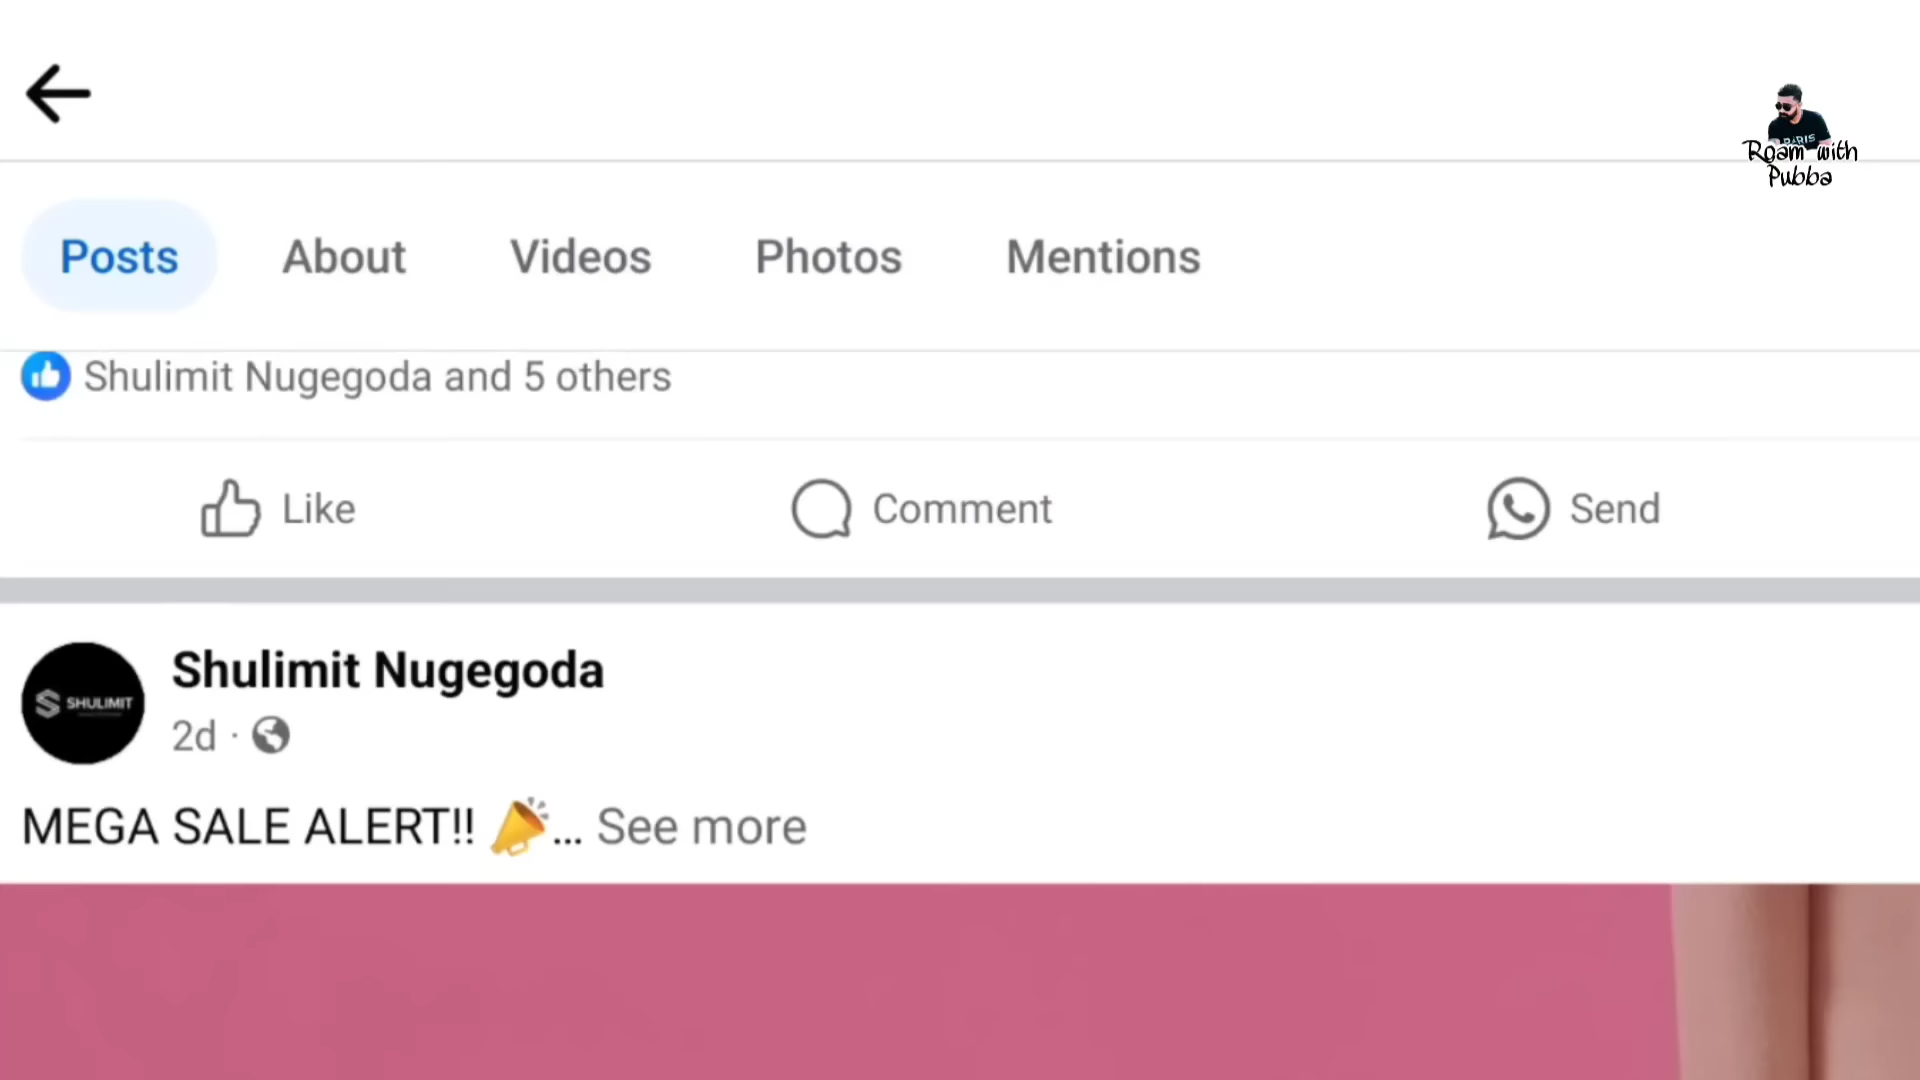 PARIS
Roam with
Pubba
Posts About Videos Photos Mentions
Shulimit Nugegoda and 5 others
Like Comment Send
SHULIMIT
Shulimit Nugegoda
2d ·
MEGA SALE ALERT!! 📣... See more